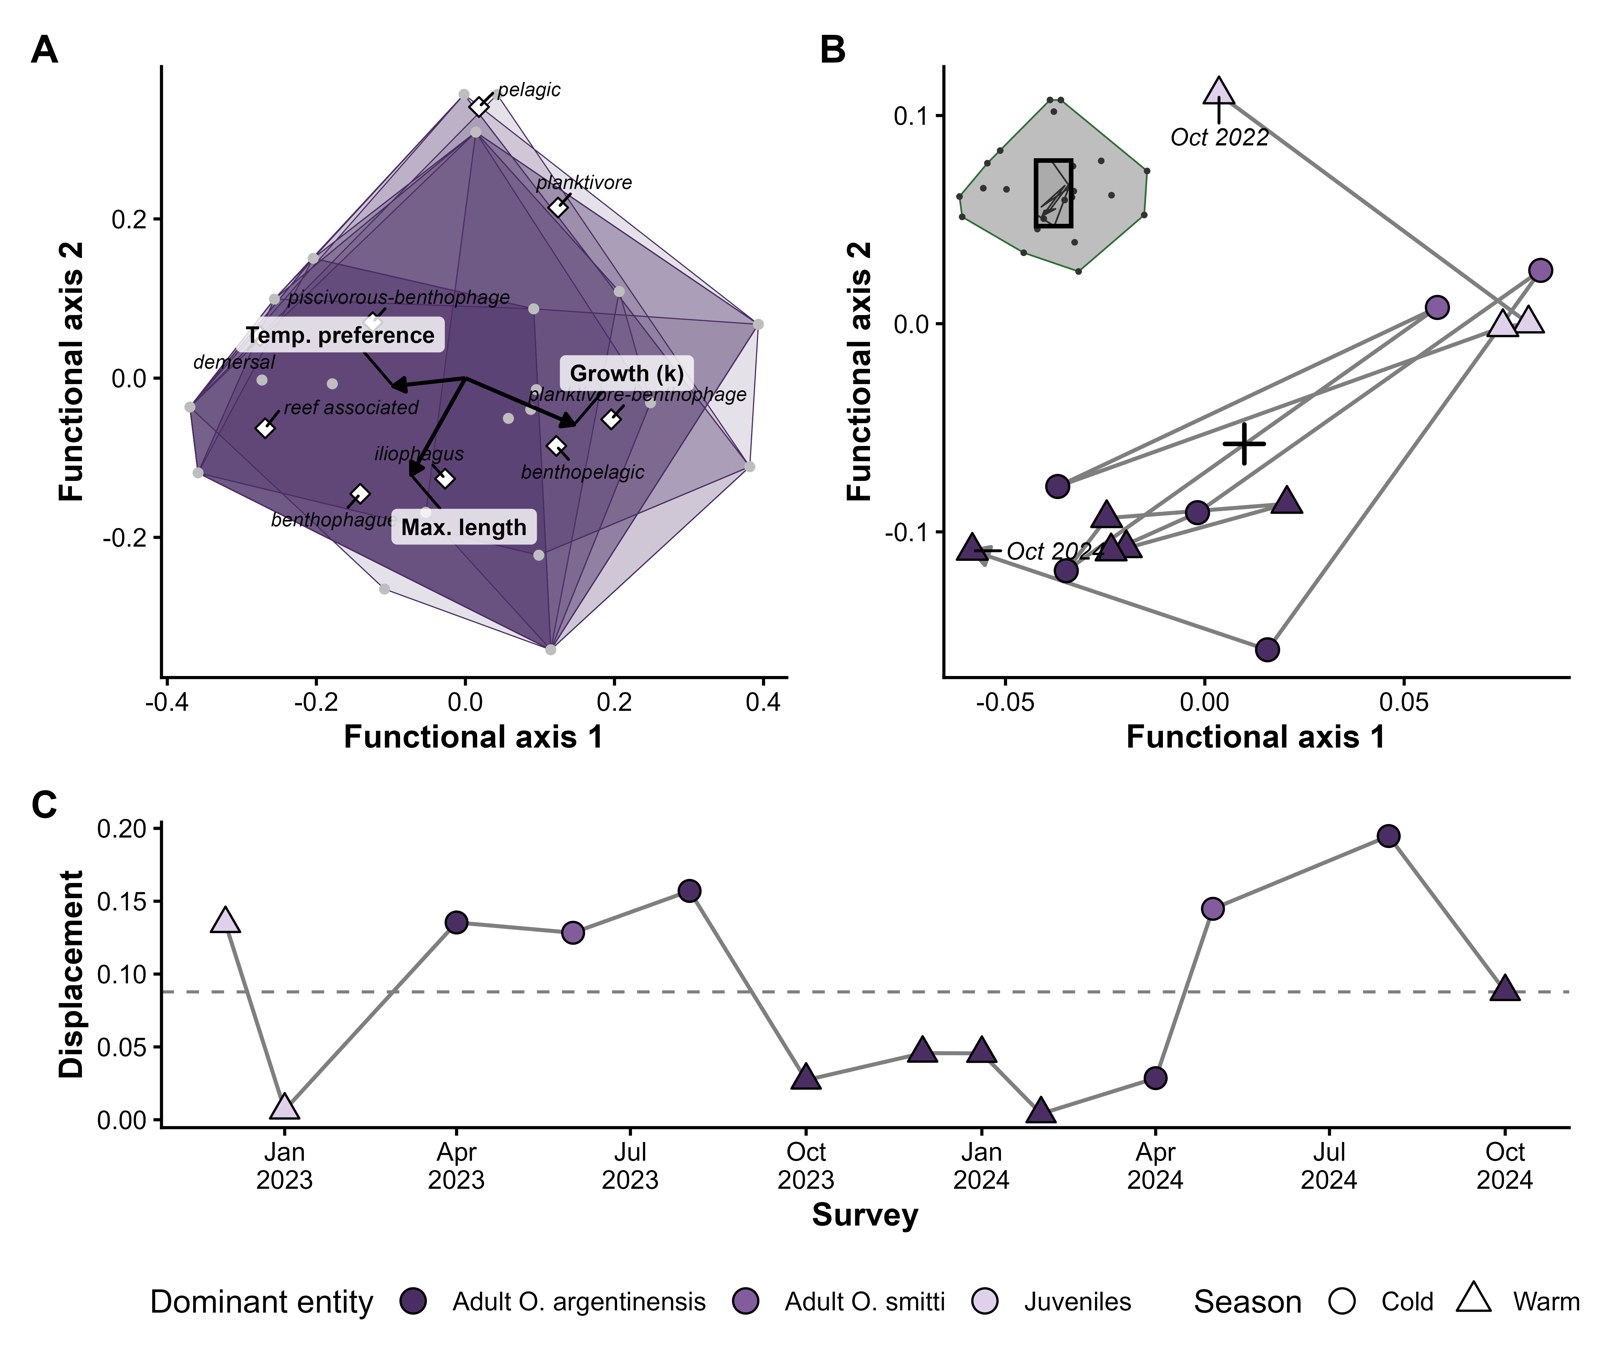 A
pelagic
planktivore
piscivorous-benthophage
Temp. preference
demersal
Growth (k)
planktivore-benthophage
reef associated
iliophagus
benthopelagic
benthophague
Max. length
0.2
0.0
-0.2
Functional axis 2
-0.4
-0.2
0.0
0.2
0.4
Functional axis 1
B
Oct 2022
Oct 2024
0.1
0.0
-0.1
Functional axis 2
-0.05
0.00
0.05
Functional axis 1
C
0.20
0.15
0.10
0.05
0.00
Displacement
Jan
2023
Apr
2023
Jul
2023
Oct
2023
Jan
2024
Apr
2024
Jul
2024
Oct
2024
Survey
Dominant entity Adult O. argentinensis Adult O. smitti Juveniles Season Cold Warm